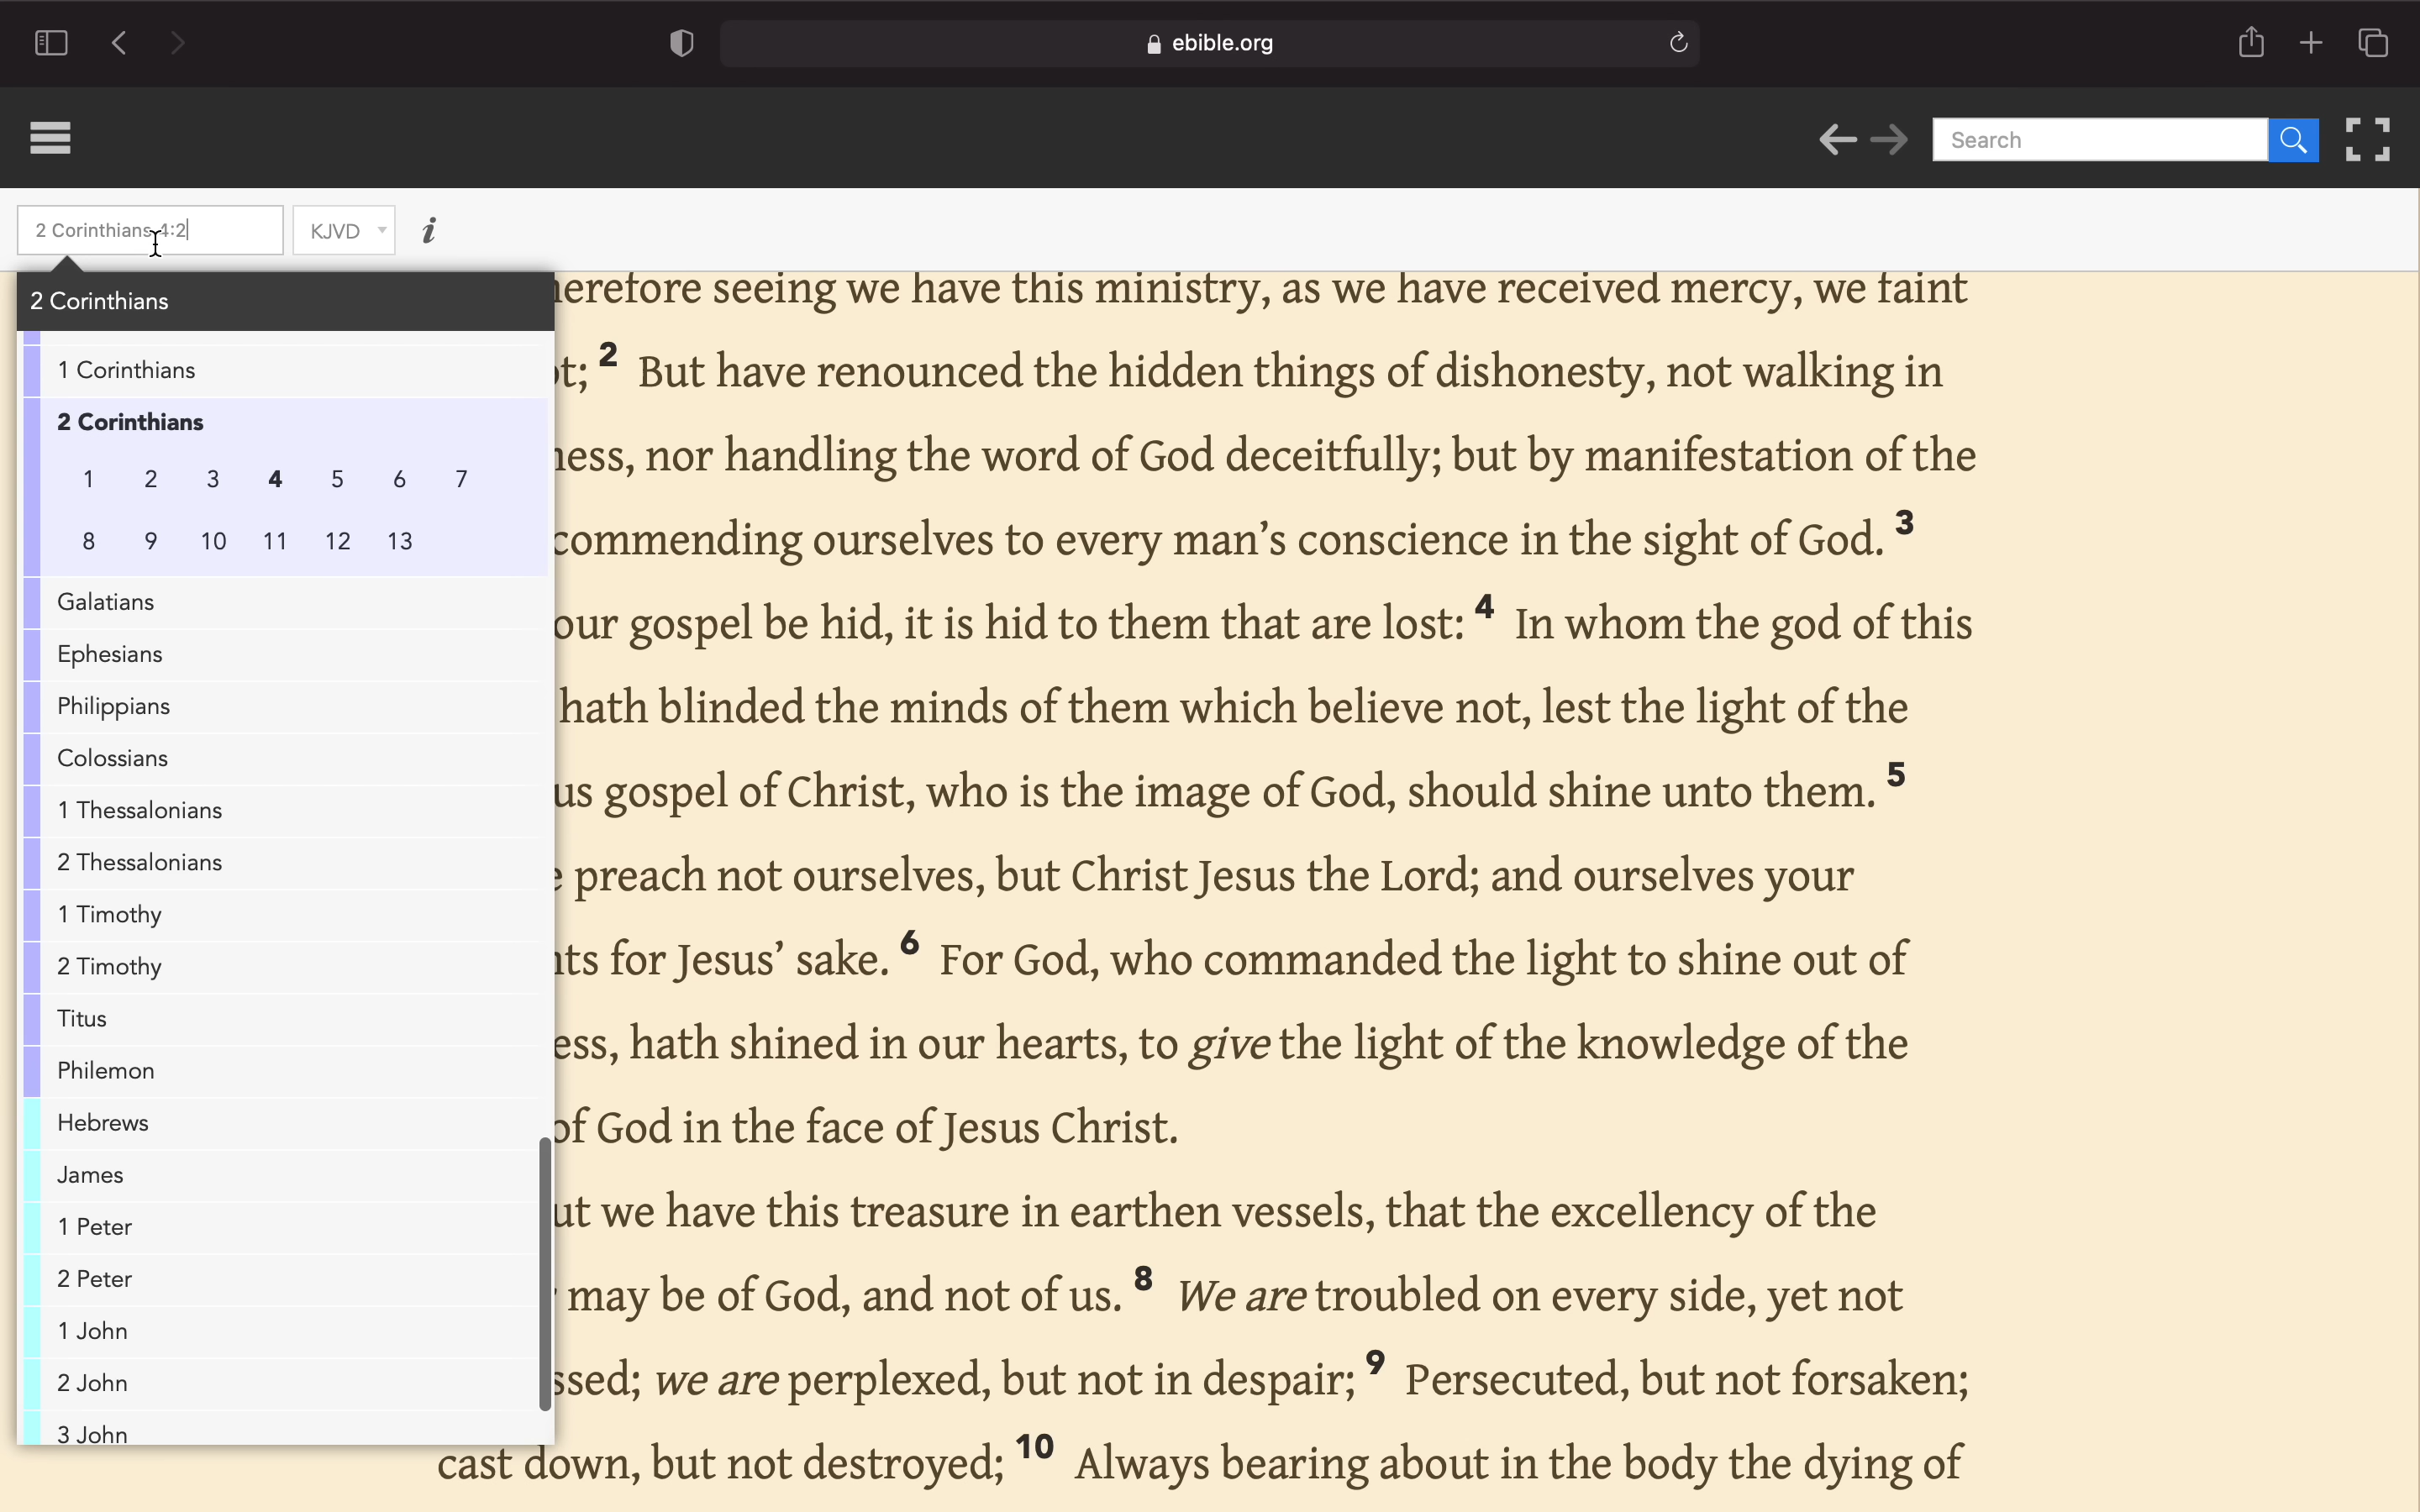 ebible.org
Search
2 Corinthians 4:2
KJVD
i
2 Corinthians
1 Corinthians
2 Corinthians
1 2 3 4 5 6 7
8 9 10 11 12 13
Galatians
Ephesians
Philippians
Colossians
1 Thessalonians
2 Thessalonians
1 Timothy
2 Timothy
Titus
Philemon
Hebrews
James
1 Peter
2 Peter
1 John
2 John
3 John
seeing we have this ministry, as we have received mercy, we faint
2 But have renounced the hidden things of dishonesty, not walking in
nor handling the word of God deceitfully; but by manifestation of the
commending ourselves to every man’s conscience in the sight of God. 3
our gospel be hid, it is hid to them that are lost: 4 In whom the god of this
hath blinded the minds of them which believe not, lest the light of the
gospel of Christ, who is the image of God, should shine unto them. 5
preach not ourselves, but Christ Jesus the Lord; and ourselves your
for Jesus’ sake. 6 For God, who commanded the light to shine out of
hath shined in our hearts, to give the light of the knowledge of the
of God in the face of Jesus Christ.
we have this treasure in earthen vessels, that the excellency of the
may be of God, and not of us. 8 We are troubled on every side, yet not
we are perplexed, but not in despair; 9 Persecuted, but not forsaken;
cast down, but not destroyed; 10 Always bearing about in the body the dying of